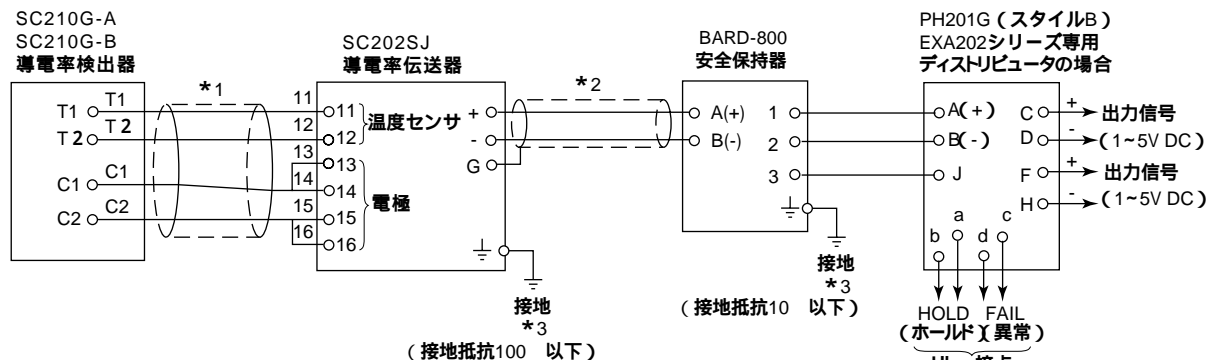 SC210G-A
SC210G-B
導電率検出器
T1
T1
T2
T2
C1
C1
C2
C2
*1
SC202SJ
導電率伝送器
11
11
12
12
温度センサ
13
13
14
14
電極
15
15
16
16
+
-
G
接地
*3
(接地抵抗100 以下)
*2
BARD-800
安全保持器
A(+)
B(-)
1
2
3
接地
*3
(接地抵抗10 以下)
PH201G(スタイルB)
EXA202シリーズ専用
ディストリビュータの場合
A(+)
B(-)
J
C
+
出力信号
D
-
(1~5V DC)
F
+
出力信号
H
-
(1~5V DC)
b
a
d
c
HOLD
FAIL
(ホールド)(異常)
接点